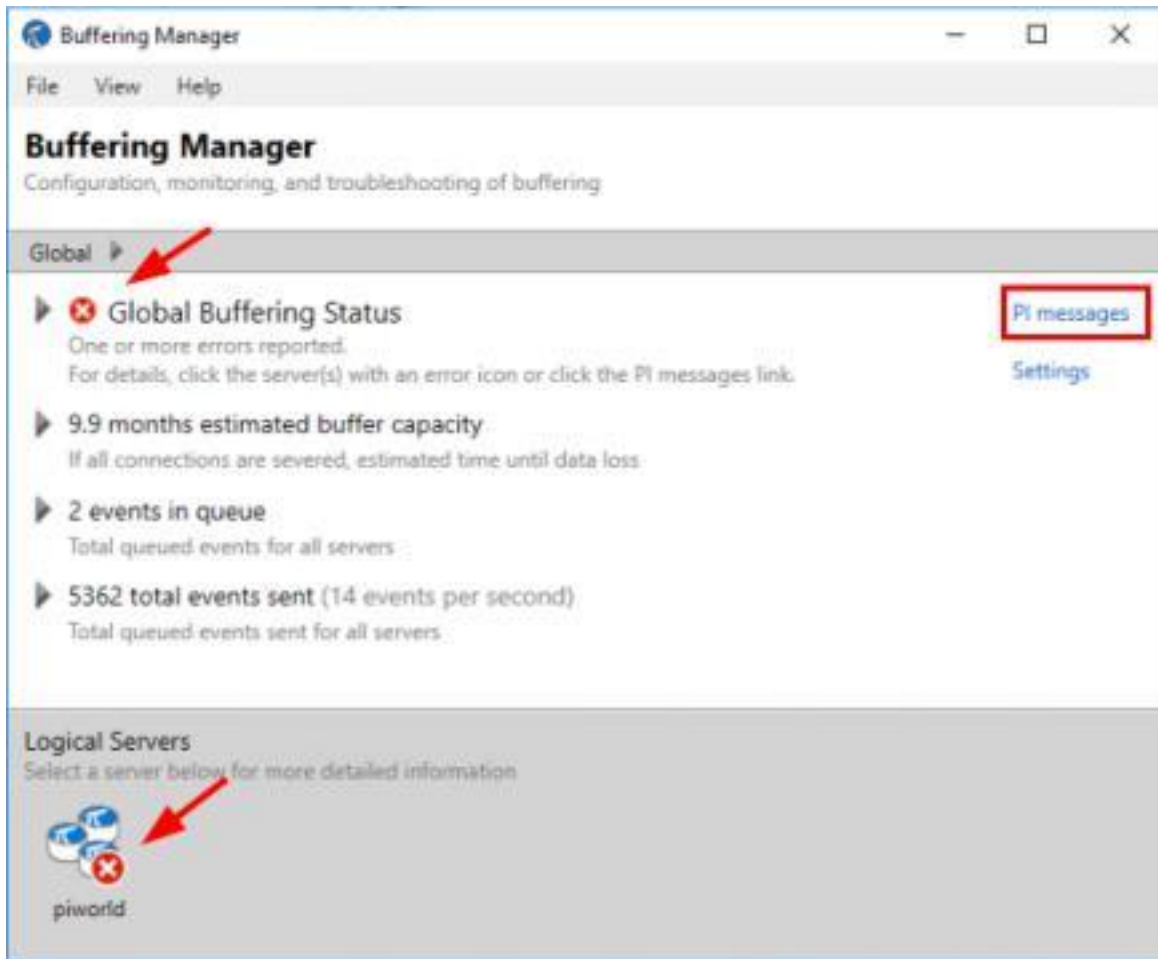 Buffering Manager
File View Help
Buffering Manager
Configuration, monitoring, and troubleshooting of buffering
Global
Global Buffering Status
PI messages
One or more errors reported.
For details, click the server(s) with an error icon or click the PI messages link.
Settings
9.9 months estimated buffer capacity
If all connections are severed, estimated time until data loss
2 events in queue
Total queued events for all servers
5362 total events sent (14 events per second)
Total queued events sent for all servers
Logical Servers
Select a server below for more detailed information
piworld